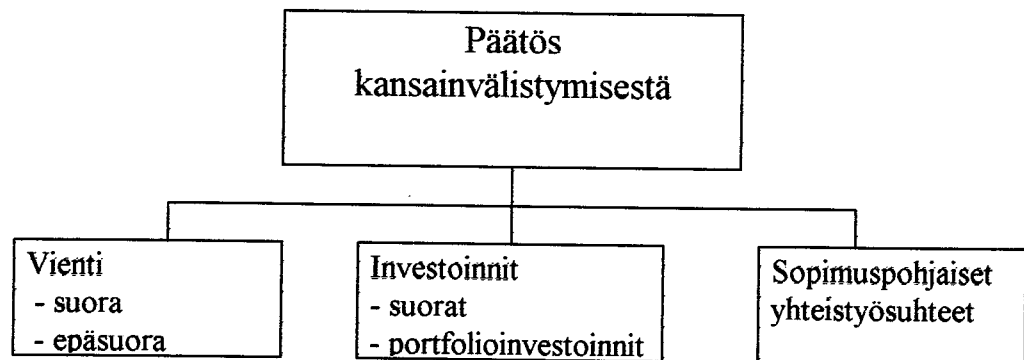 Päätös
kansainvälistymisestä
Vienti
- suora
- epäsuora
Investoinnit
- suorat
- portfolioinvestoinnit
Sopimuspohjaiset
yhteistyösuhteet